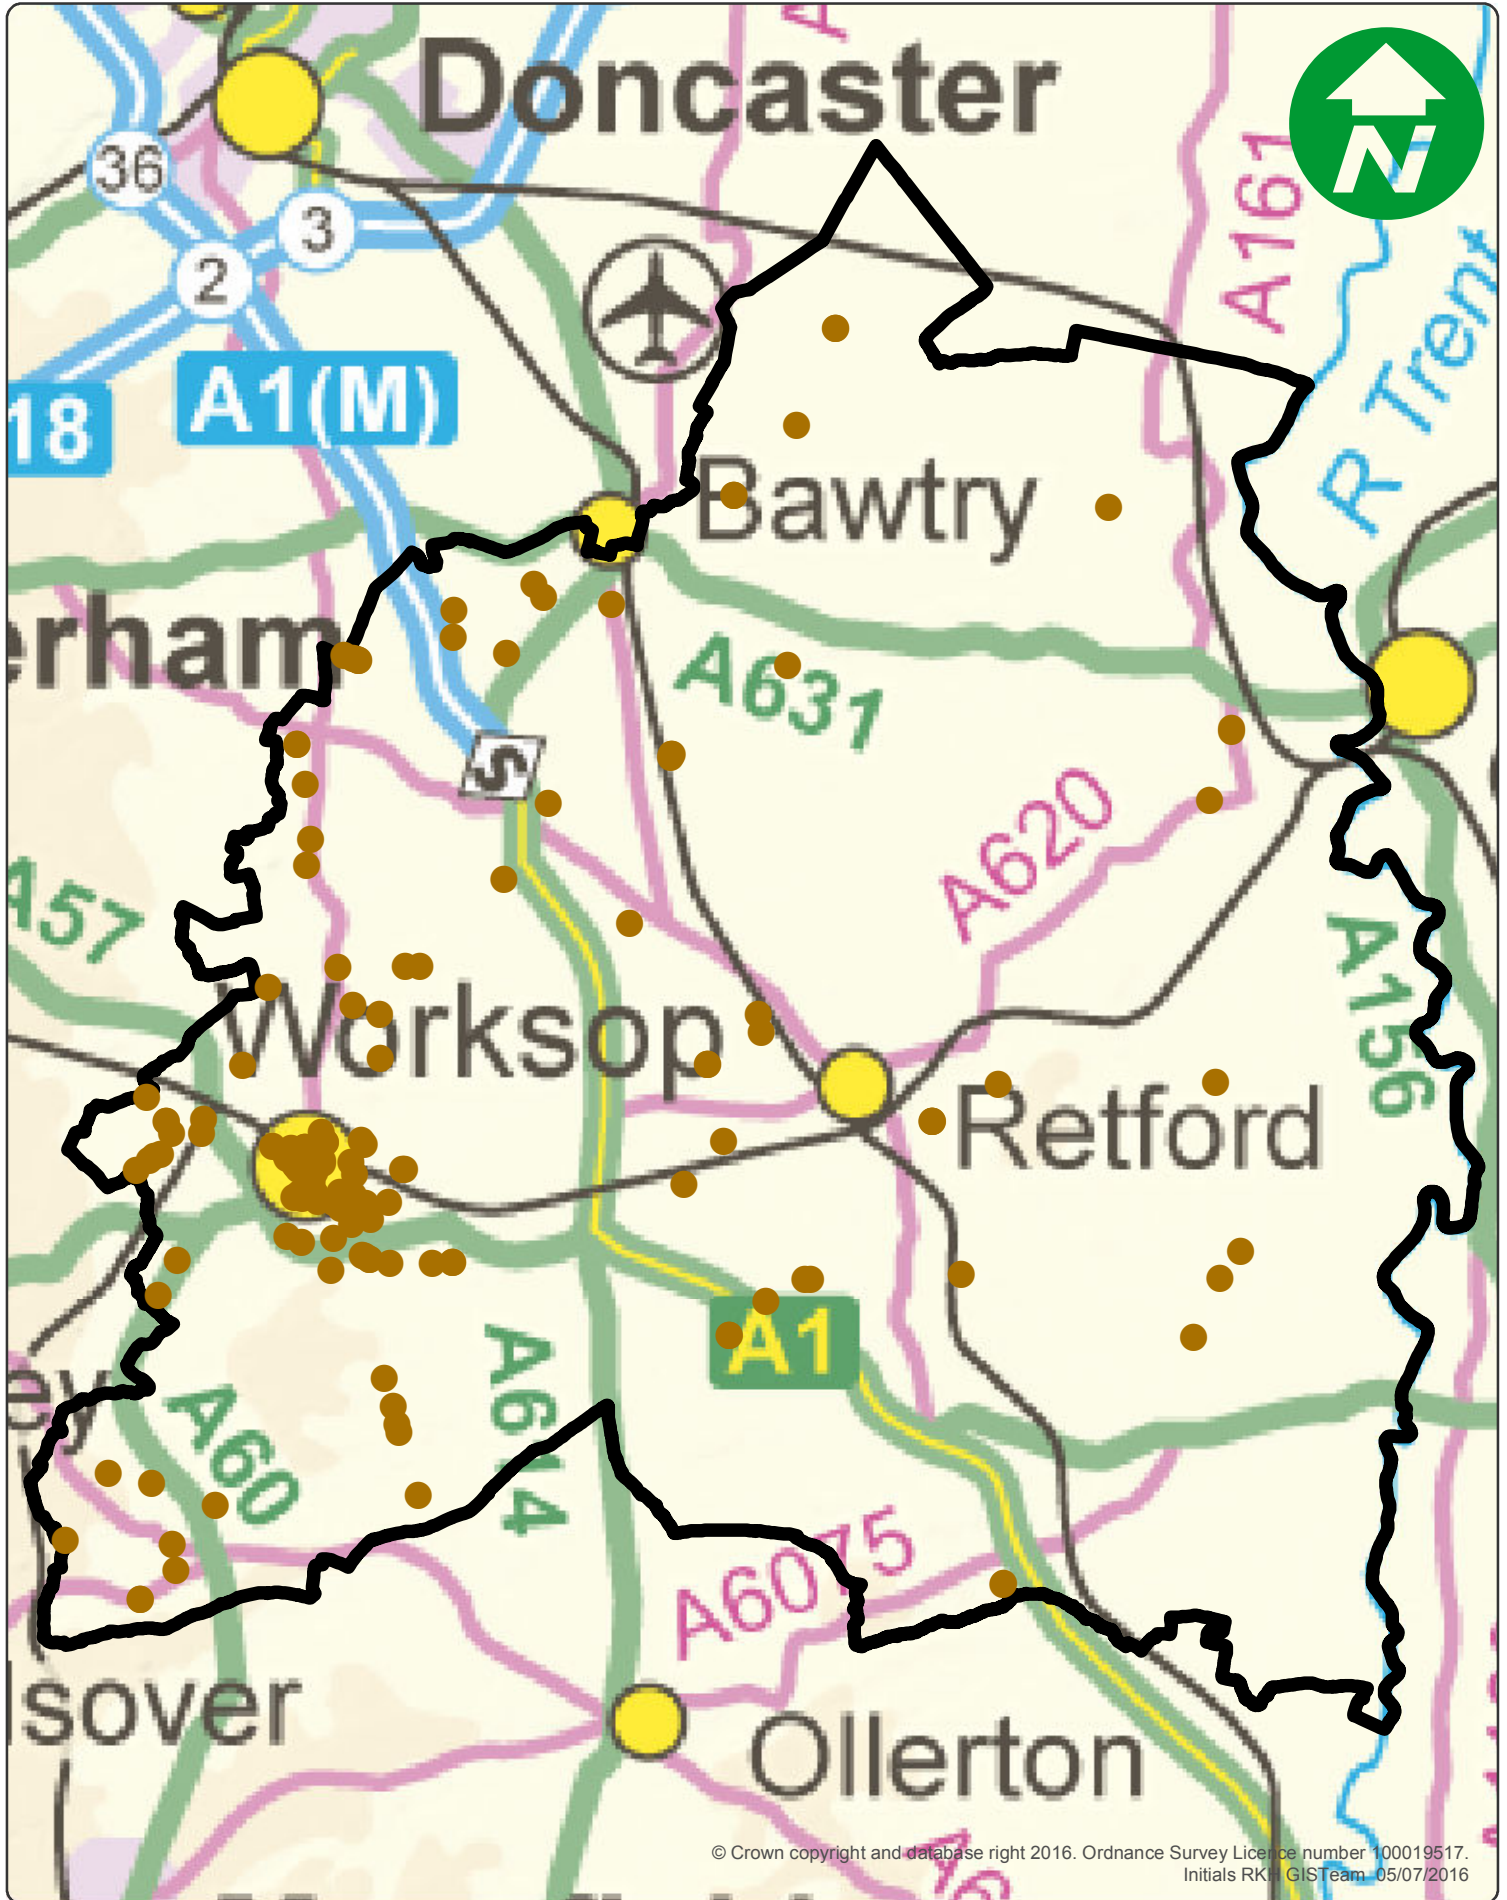 Doncaster
A161
N
36
3
2
A1(M)
18
R Trent
Bawtry
erham
A631
S
A620
A57
A156
Worksop
Retford
A1
A614
ey
A60
A6075
lsover
Ollerton
© Crown copyright and database right 2016. Ordnance Survey Licence number 100019517.
Initials RKH GISTeam 05/07/2016